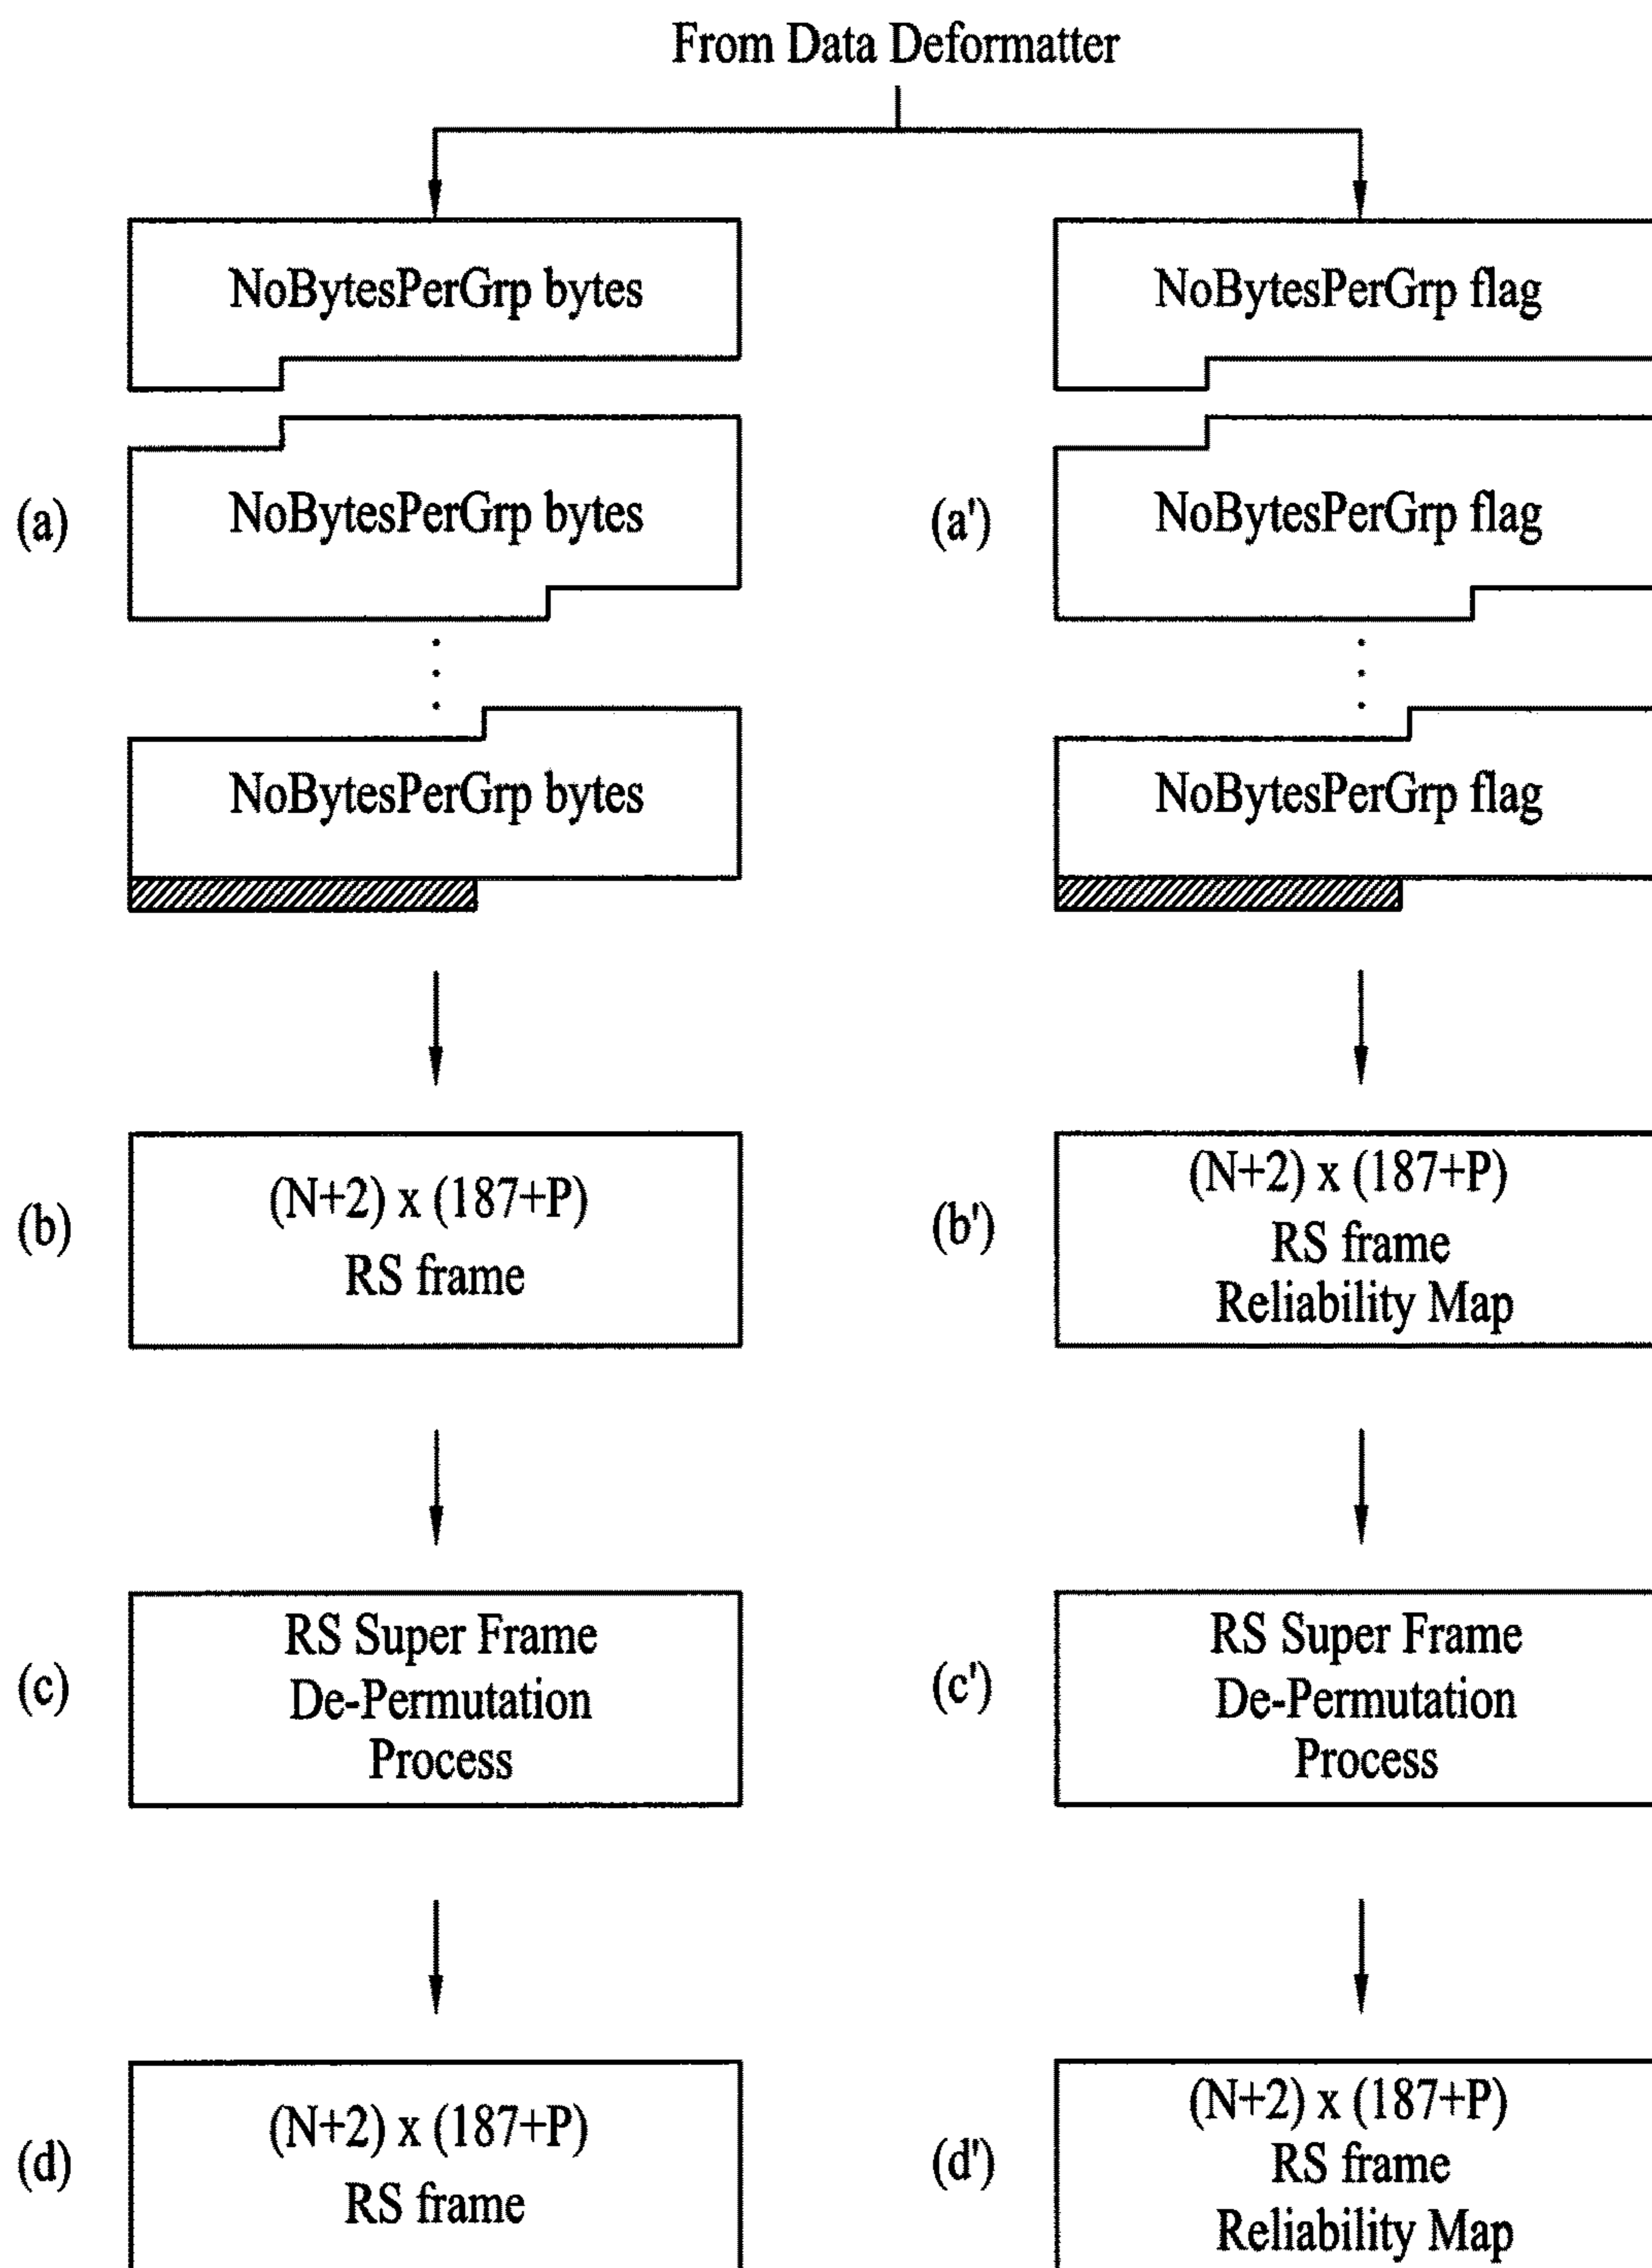 From Data Deformatter
NoBytesPerGrp bytes
NoBytesPerGrp flag
(a)
NoBytesPerGrp bytes
(a')
NoBytesPerGrp flag
NoBytesPerGrp bytes
NoBytesPerGrp flag
(b)
(N+2) x (187+P)
RS frame
(b')
(N+2) x (187+P)
RS frame
Reliability Map
(c)
RS Super Frame
De-Permutation
Process
(c')
RS Super Frame
De-Permutation
Process
(d)
(N+2) x (187+P)
RS frame
(d')
(N+2) x (187+P)
RS frame
Reliability Map